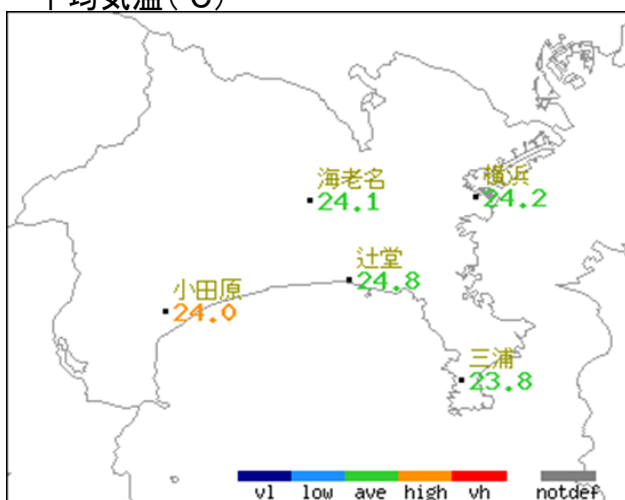 平均気温(℃)
海老名
24.1
横浜
24.2
辻堂
24.8
小田原
24.0
三浦
23.8
vl low ave high vh notdef